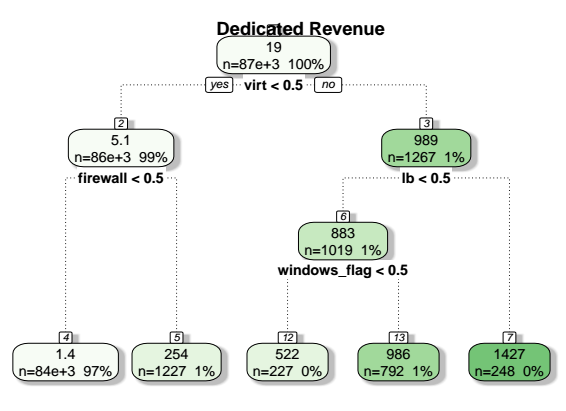 Dedicated Revenue
19
n=87e+3 100%
yes virt < 0.5 no
2
5.1
n=86e+3 99%
firewall < 0.5
3
989
n=1267 1%
lb < 0.5
6
883
n=1019 1%
windows_flag < 0.5
4
1.4
n=84e+3 97%
5
254
n=1227 1%
12
522
n=227 0%
13
986
n=792 1%
7
1427
n=248 0%